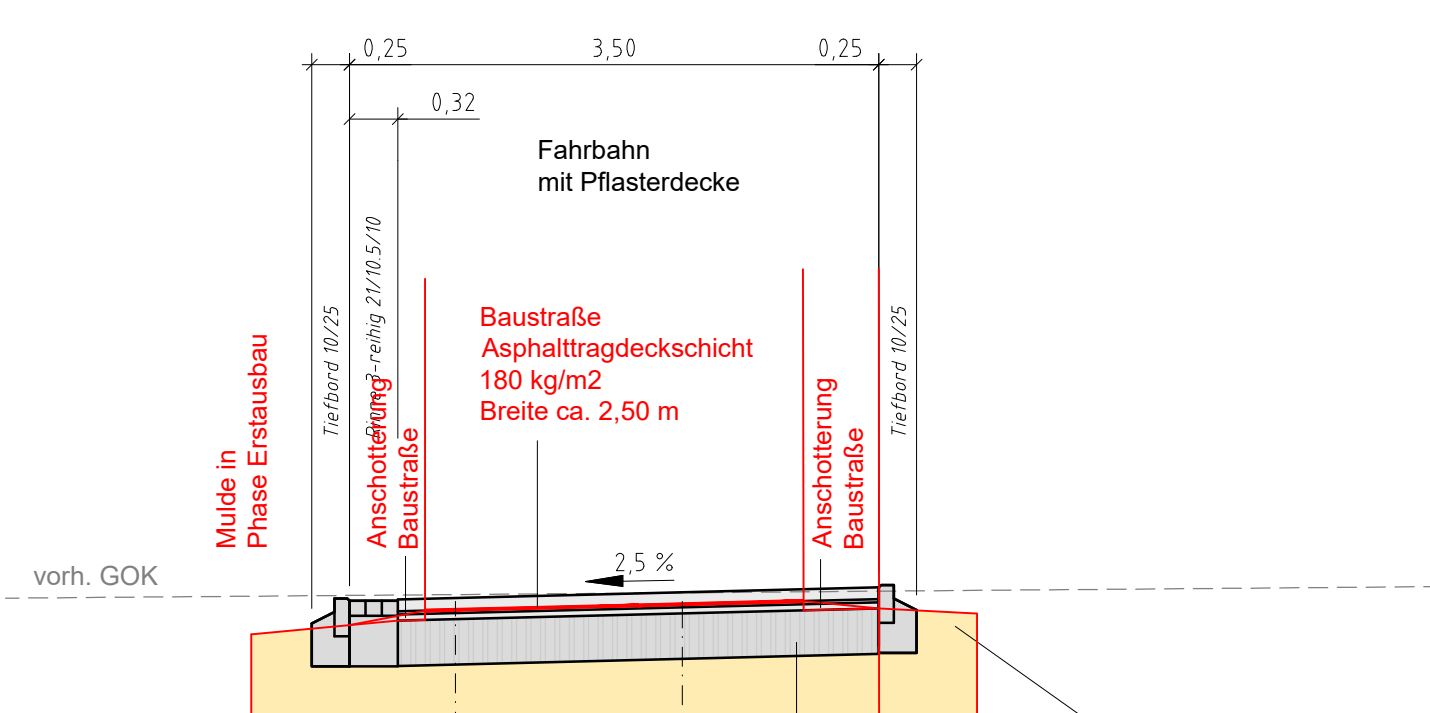 0,25
3,50
0,25
0,32
Fahrbahn
mit Pflasterdecke
Tiefbord 10/25
Rinne 3-reihig 21/10.5/10
Baustraße
Asphalttragdeckschicht
180 kg/m2
Breite ca. 2,50 m
Tiefbord 10/25
Mulde in
Phase Erstausbau
Anschotterung
Baustraße
Anschotterung
Baustraße
2,5 %
vorh. GOK